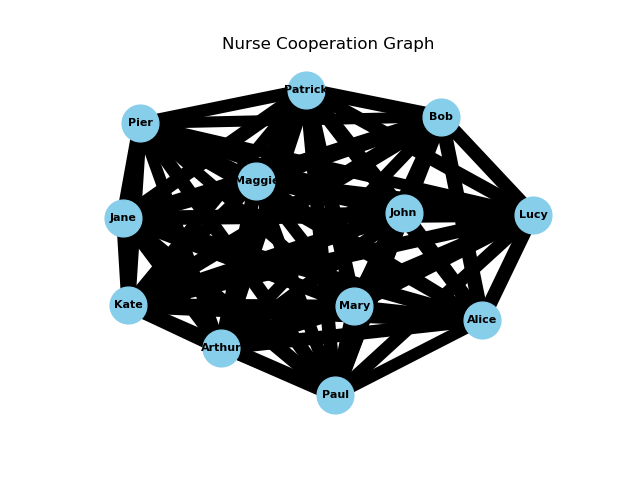 Nurse Cooperation Graph
Patrick
Bob
Pier
Maggie
John
Lucy
Jane
Kate
Mary
Alice
Arthur
Paul